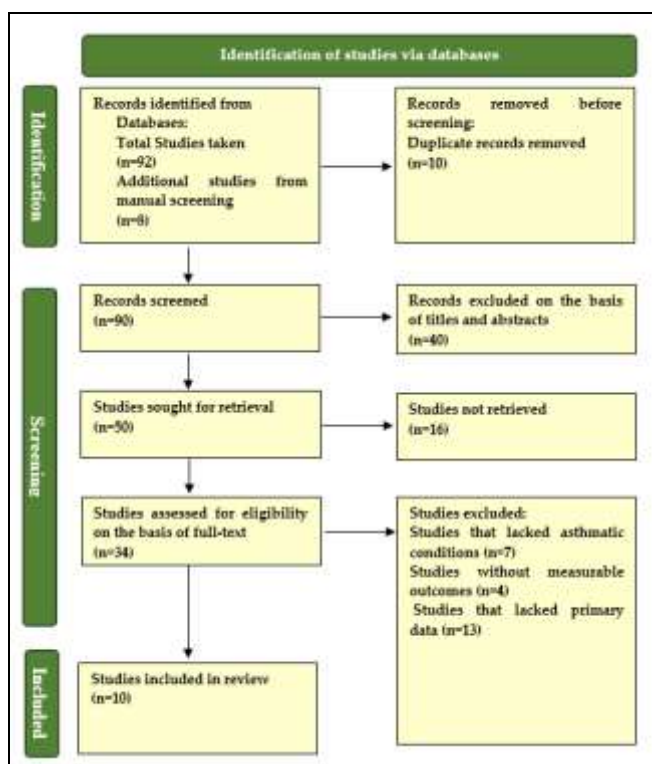 Identification of studies via databases
Identification
Records identified from
Databases:
Total Studies taken
(n=92)
Additional studies from
manual screening
(n=8)
Records removed before
screening:
Duplicate records removed
(n=10)
Screening
Records screened
(n=90)
Records excluded on the basis
of titles and abstracts
(n=40)
Studies sought for retrieval
(n=50)
Studies not retrieved
(n=16)
Studies assessed for eligibility
on the basis of full-text
(n=34)
Studies excluded:
Studies that lacked asthmatic
conditions (n=7)
Studies without measurable
outcomes (n=4)
Studies that lacked primary
data (n=13)
Included
Studies included in review
(n=10)